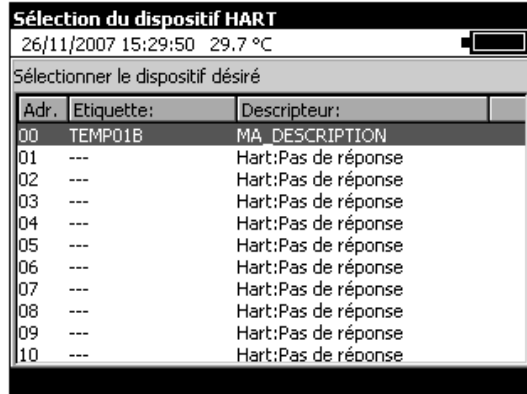 Sélection du dispositif HART
26/11/2007 15:29:50 29.7 °C
Sélectionner le dispositif désiré
Adr. Etiquette: Descripteur:
00 TEMP01B MA_DESCRIPTION
01 --- Hart:Pas de réponse
02 --- Hart:Pas de réponse
03 --- Hart:Pas de réponse
04 --- Hart:Pas de réponse
05 --- Hart:Pas de réponse
06 --- Hart:Pas de réponse
07 --- Hart:Pas de réponse
08 --- Hart:Pas de réponse
09 --- Hart:Pas de réponse
10 --- Hart:Pas de réponse